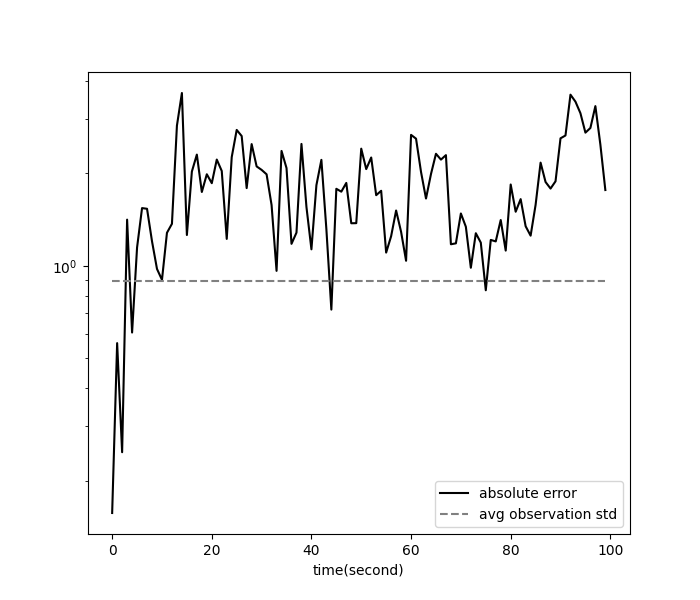 10⁰
0 20 40 60 80 100
time(second)
absolute error
avg observation std